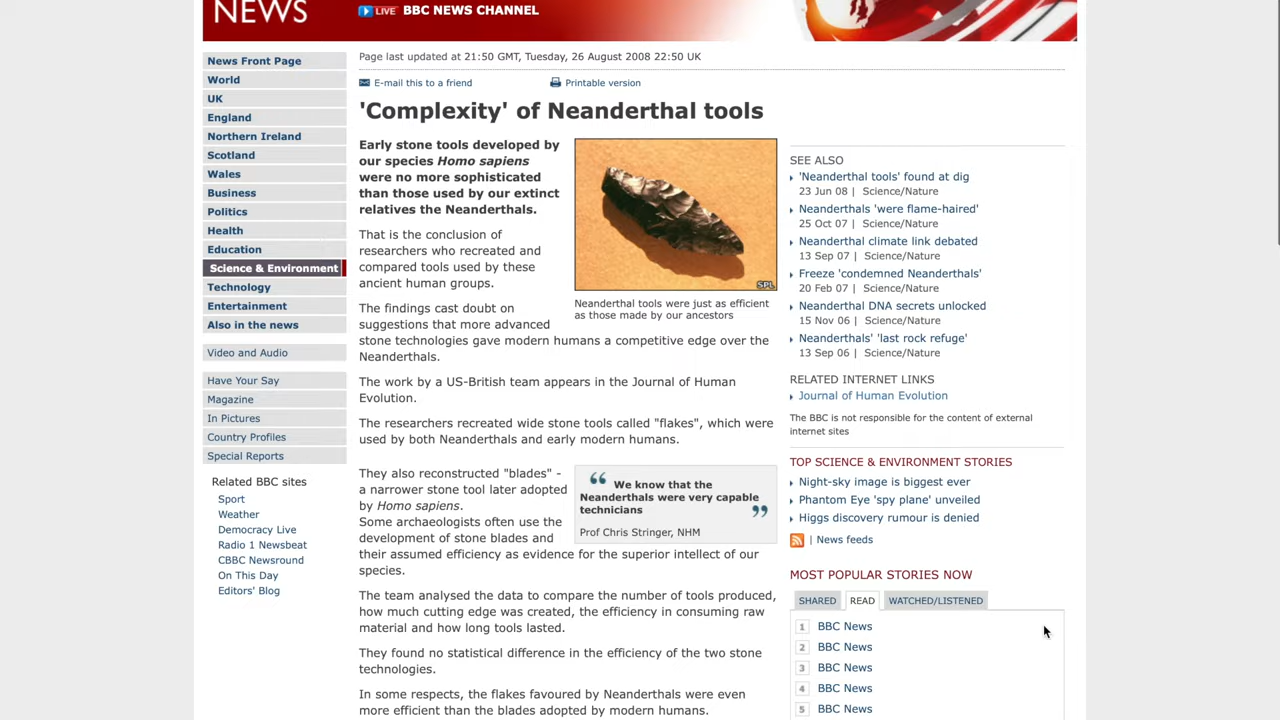 NEWS
LIVE BBC NEWS CHANNEL
Page last updated at 21:50 GMT, Tuesday, 26 August 2008 22:50 UK
E-mail this to a friend
Printable version
'Complexity' of Neanderthal tools
News Front Page
World
UK
England
Northern Ireland
Scotland
Wales
Business
Politics
Health
Education
Science & Environment
Technology
Entertainment
Also in the news
Video and Audio
Have Your Say
Magazine
In Pictures
Country Profiles
Special Reports
Related BBC sites
Sport
Weather
Democracy Live
Radio 1 Newsbeat
CBBC Newsround
On This Day
Editors' Blog
Early stone tools developed by
our species Homo sapiens
were no more sophisticated
than those used by our extinct
relatives the Neanderthals.
That is the conclusion of
researchers who recreated and
compared tools used by these
ancient human groups.
The findings cast doubt on
suggestions that more advanced
stone technologies gave modern humans a competitive edge over the
Neanderthals.
SPL
Neanderthal tools were just as efficient
as those made by our ancestors
The work by a US-British team appears in the Journal of Human
Evolution.
The researchers recreated wide stone tools called "flakes", which were
used by both Neanderthals and early modern humans.
They also reconstructed "blades" -
a narrower stone tool later adopted
by Homo sapiens.
Some archaeologists often use the
development of stone blades and
their assumed efficiency as evidence for the superior intellect of our
species.
“ We know that the
Neanderthals were very capable
technicians ”
Prof Chris Stringer, NHM
The team analysed the data to compare the number of tools produced,
how much cutting edge was created, the efficiency in consuming raw
material and how long tools lasted.
They found no statistical difference in the efficiency of the two stone
technologies.
In some respects, the flakes favoured by Neanderthals were even
more efficient than the blades adopted by modern humans.
SEE ALSO
'Neanderthal tools' found at dig
23 Jun 08 | Science/Nature
Neanderthals 'were flame-haired'
25 Oct 07 | Science/Nature
Neanderthal climate link debated
13 Sep 07 | Science/Nature
Freeze 'condemned Neanderthals'
20 Feb 07 | Science/Nature
Neanderthal DNA secrets unlocked
15 Nov 06 | Science/Nature
Neanderthals' 'last rock refuge'
13 Sep 06 | Science/Nature
RELATED INTERNET LINKS
Journal of Human Evolution
The BBC is not responsible for the content of external
internet sites
TOP SCIENCE & ENVIRONMENT STORIES
Night-sky image is biggest ever
Phantom Eye 'spy plane' unveiled
Higgs discovery rumour is denied
| News feeds
MOST POPULAR STORIES NOW
SHARED READ WATCHED/LISTENED
1 BBC News
2 BBC News
3 BBC News
4 BBC News
5 BBC News